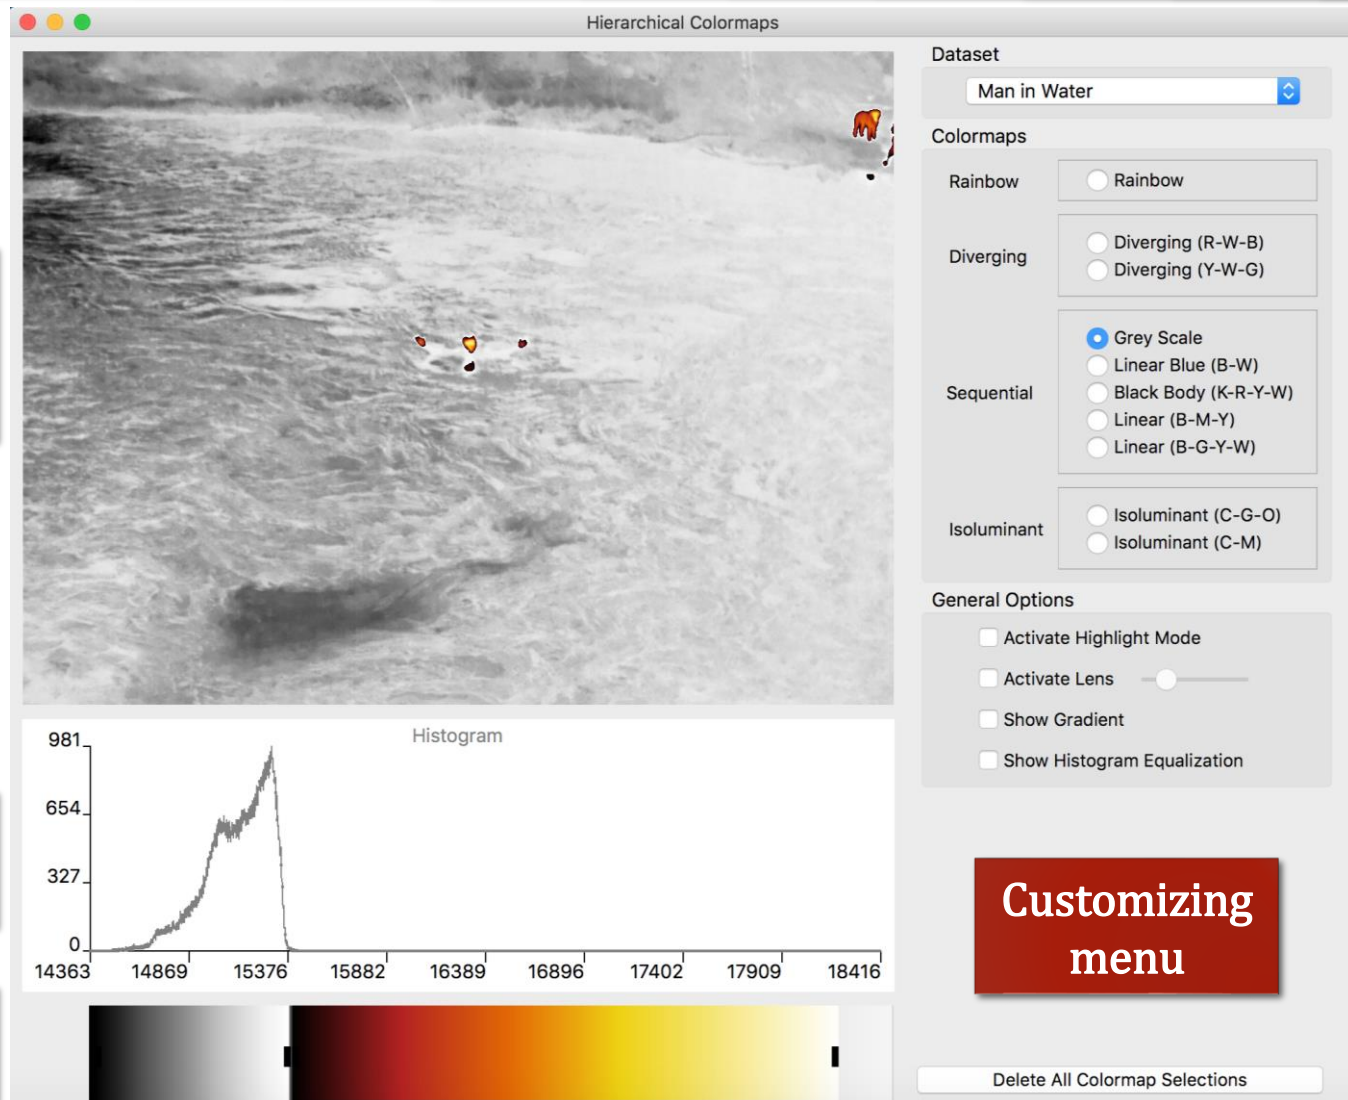 Hierarchical Colormaps
Dataset
Man in Water
Colormaps
Rainbow
Rainbow
Diverging
Diverging (R-W-B)
Diverging (Y-W-G)
Sequential
Grey Scale
Linear Blue (B-W)
Black Body (K-R-Y-W)
Linear (B-M-Y)
Linear (B-G-Y-W)
Isoluminant
Isoluminant (C-G-O)
Isoluminant (C-M)
General Options
Activate Highlight Mode
Activate Lens
Show Gradient
Show Histogram Equalization
Histogram
981
654
327
0
14363 14869 15376 15882 16389 16896 17402 17909 18416
Customizing
menu
Delete All Colormap Selections